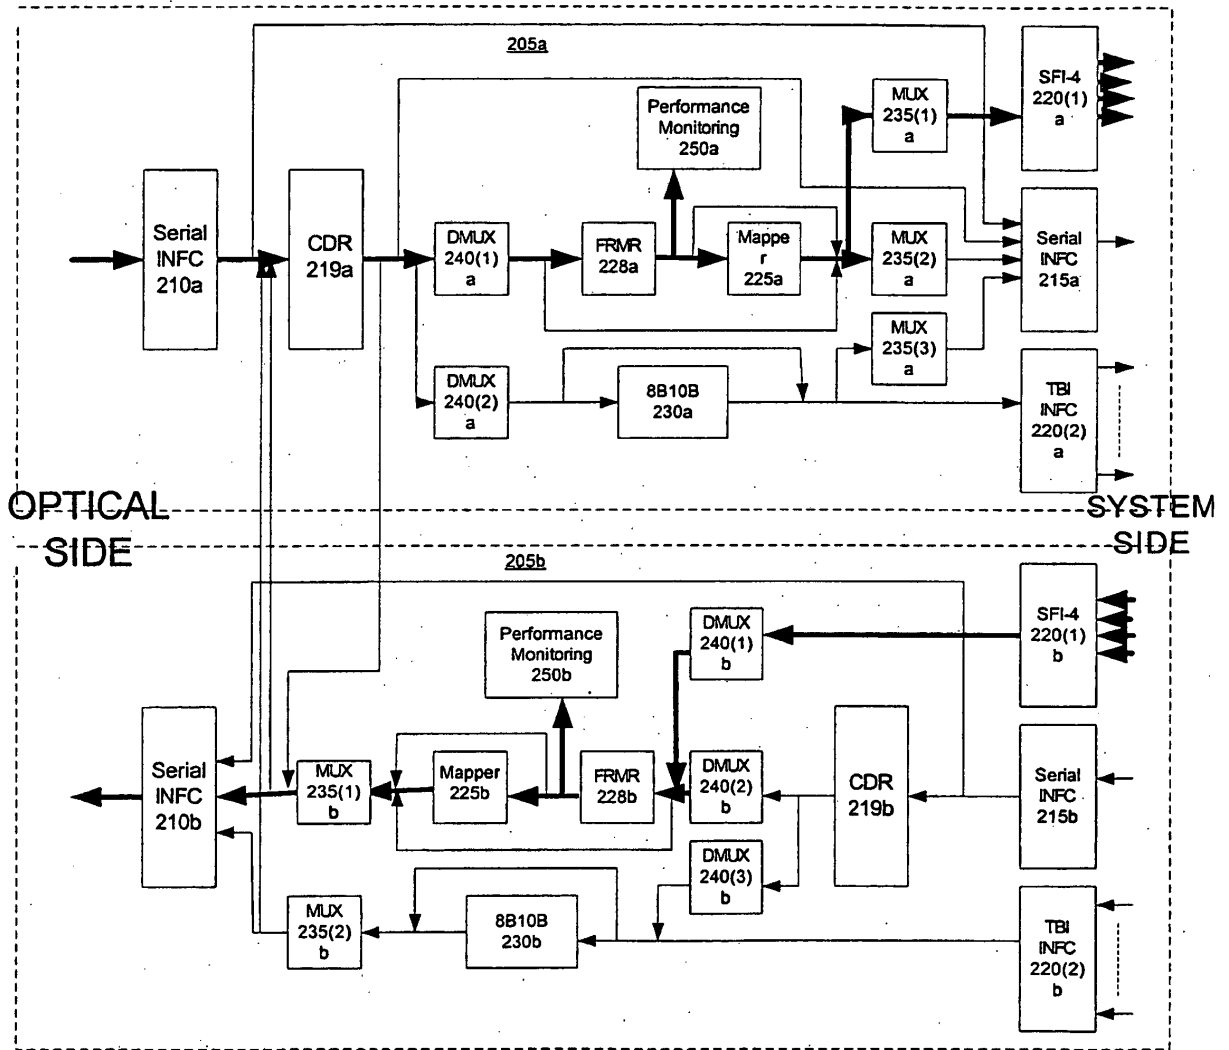 205a
SFI-4
220(1)
a
MUX
235(1)
a
Performance
Monitoring
250a
Serial
INFC
210a
CDR
219a
DMUX
240(1)
a
FRMR
228a
Mappe
r
225a
MUX
235(2)
a
Serial
INFC
215a
MUX
235(3)
a
DMUX
240(2)
a
8B10B
230a
TBI
INFC
220(2)
a
OPTICAL
SIDE
SYSTEM
SIDE
205b
SFI-4
220(1)
b
DMUX
240(1)
b
Performance
Monitoring
250b
Serial
INFC
210b
MUX
235(1)
b
Mapper
225b
FRMR
228b
DMUX
240(2)
b
CDR
219b
Serial
INFC
215b
DMUX
240(3)
b
MUX
235(2)
b
8B10B
230b
TBI
INFC
220(2)
b